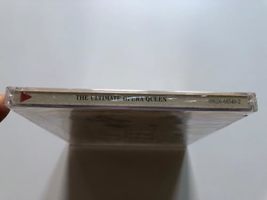 THE ULTIMATE OPERA QUEEN